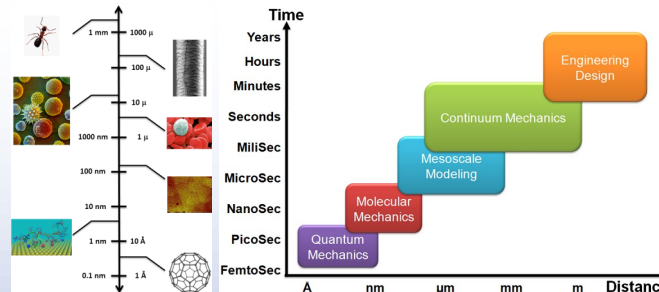 1 mm
1000 μ
100 μ
10 μ
1000 nm
1 μ
100 nm
10 nm
1 nm
10 Å
0.1 nm
1 Å
Time
Years
Hours
Minutes
Seconds
MiliSec
MicroSec
NanoSec
PicoSec
FemtoSec
Engineering
Design
Continuum Mechanics
Mesoscale
Modeling
Molecular
Mechanics
Quantum
Mechanics
A
nm
μm
mm
m
Distanc